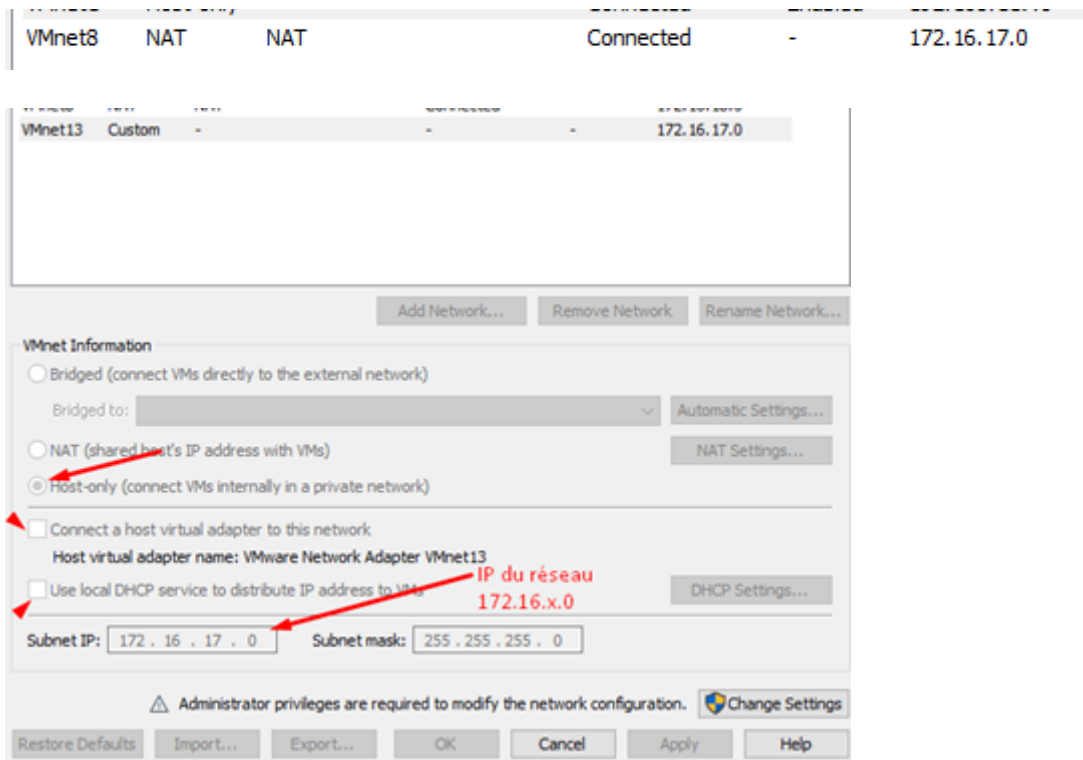 VMnet8 NAT NAT Connected - 172.16.17.0
VMnet13 Custom - - - 172.16.17.0
Add Network... Remove Network Rename Network...
VMnet Information
Bridged (connect VMs directly to the external network)
Bridged to: Automatic Settings...
NAT (shared host's IP address with VMs) NAT Settings...
Host-only (connect VMs internally in a private network)
Connect a host virtual adapter to this network
Host virtual adapter name: VMware Network Adapter VMnet13
IP du réseau
Use local DHCP service to distribute IP address to VMs DHCP Settings...
172.16.x.0
Subnet IP: 172 . 16 . 17 . 0 Subnet mask: 255 . 255 . 255 . 0
Administrator privileges are required to modify the network configuration. Change Settings
Restore Defaults Import... Export... OK Cancel Apply Help